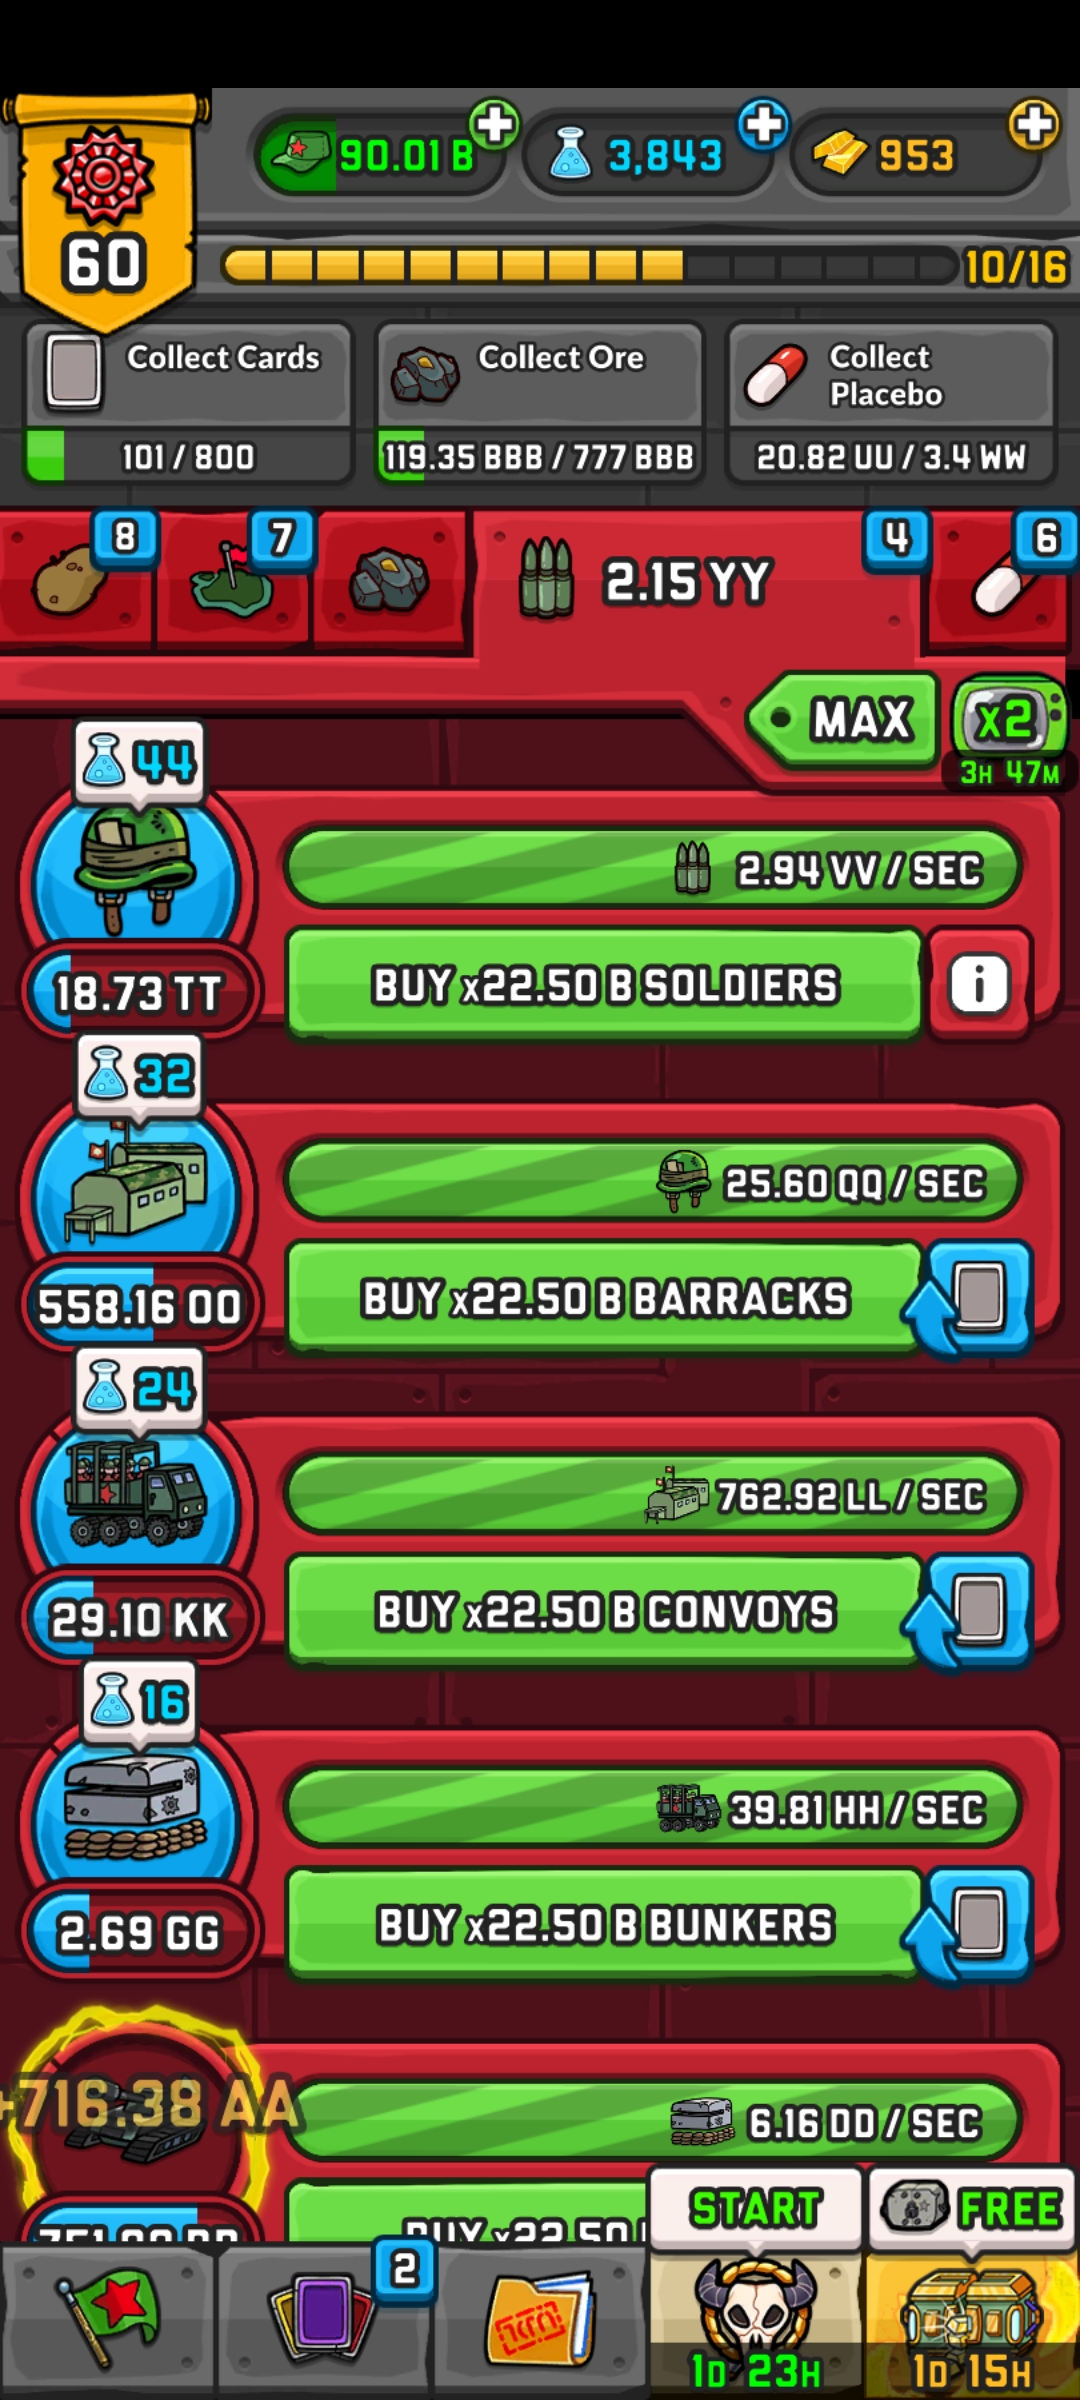 90.01 B
3,843
953
60
10/16
Collect Cards
101 / 800
Collect Ore
119.35 BBB / 777 BBB
Collect
Placebo
20.82 UU / 3.4 WW
8
7
2.15 YY
4
6
MAX
x2
3H 47M
44
2.94 VV / SEC
18.73 TT
BUY x22.50 B SOLDIERS
i
32
25.60 QQ / SEC
558.16 OO
BUY x22.50 B BARRACKS
24
762.92 LL / SEC
29.10 KK
BUY x22.50 B CONVOYS
16
39.81 HH / SEC
2.69 GG
BUY x22.50 B BUNKERS
+716.38 AA
6.16 DD / SEC
BUY x22.50
START
FREE
2
1D 23H
1D 15H